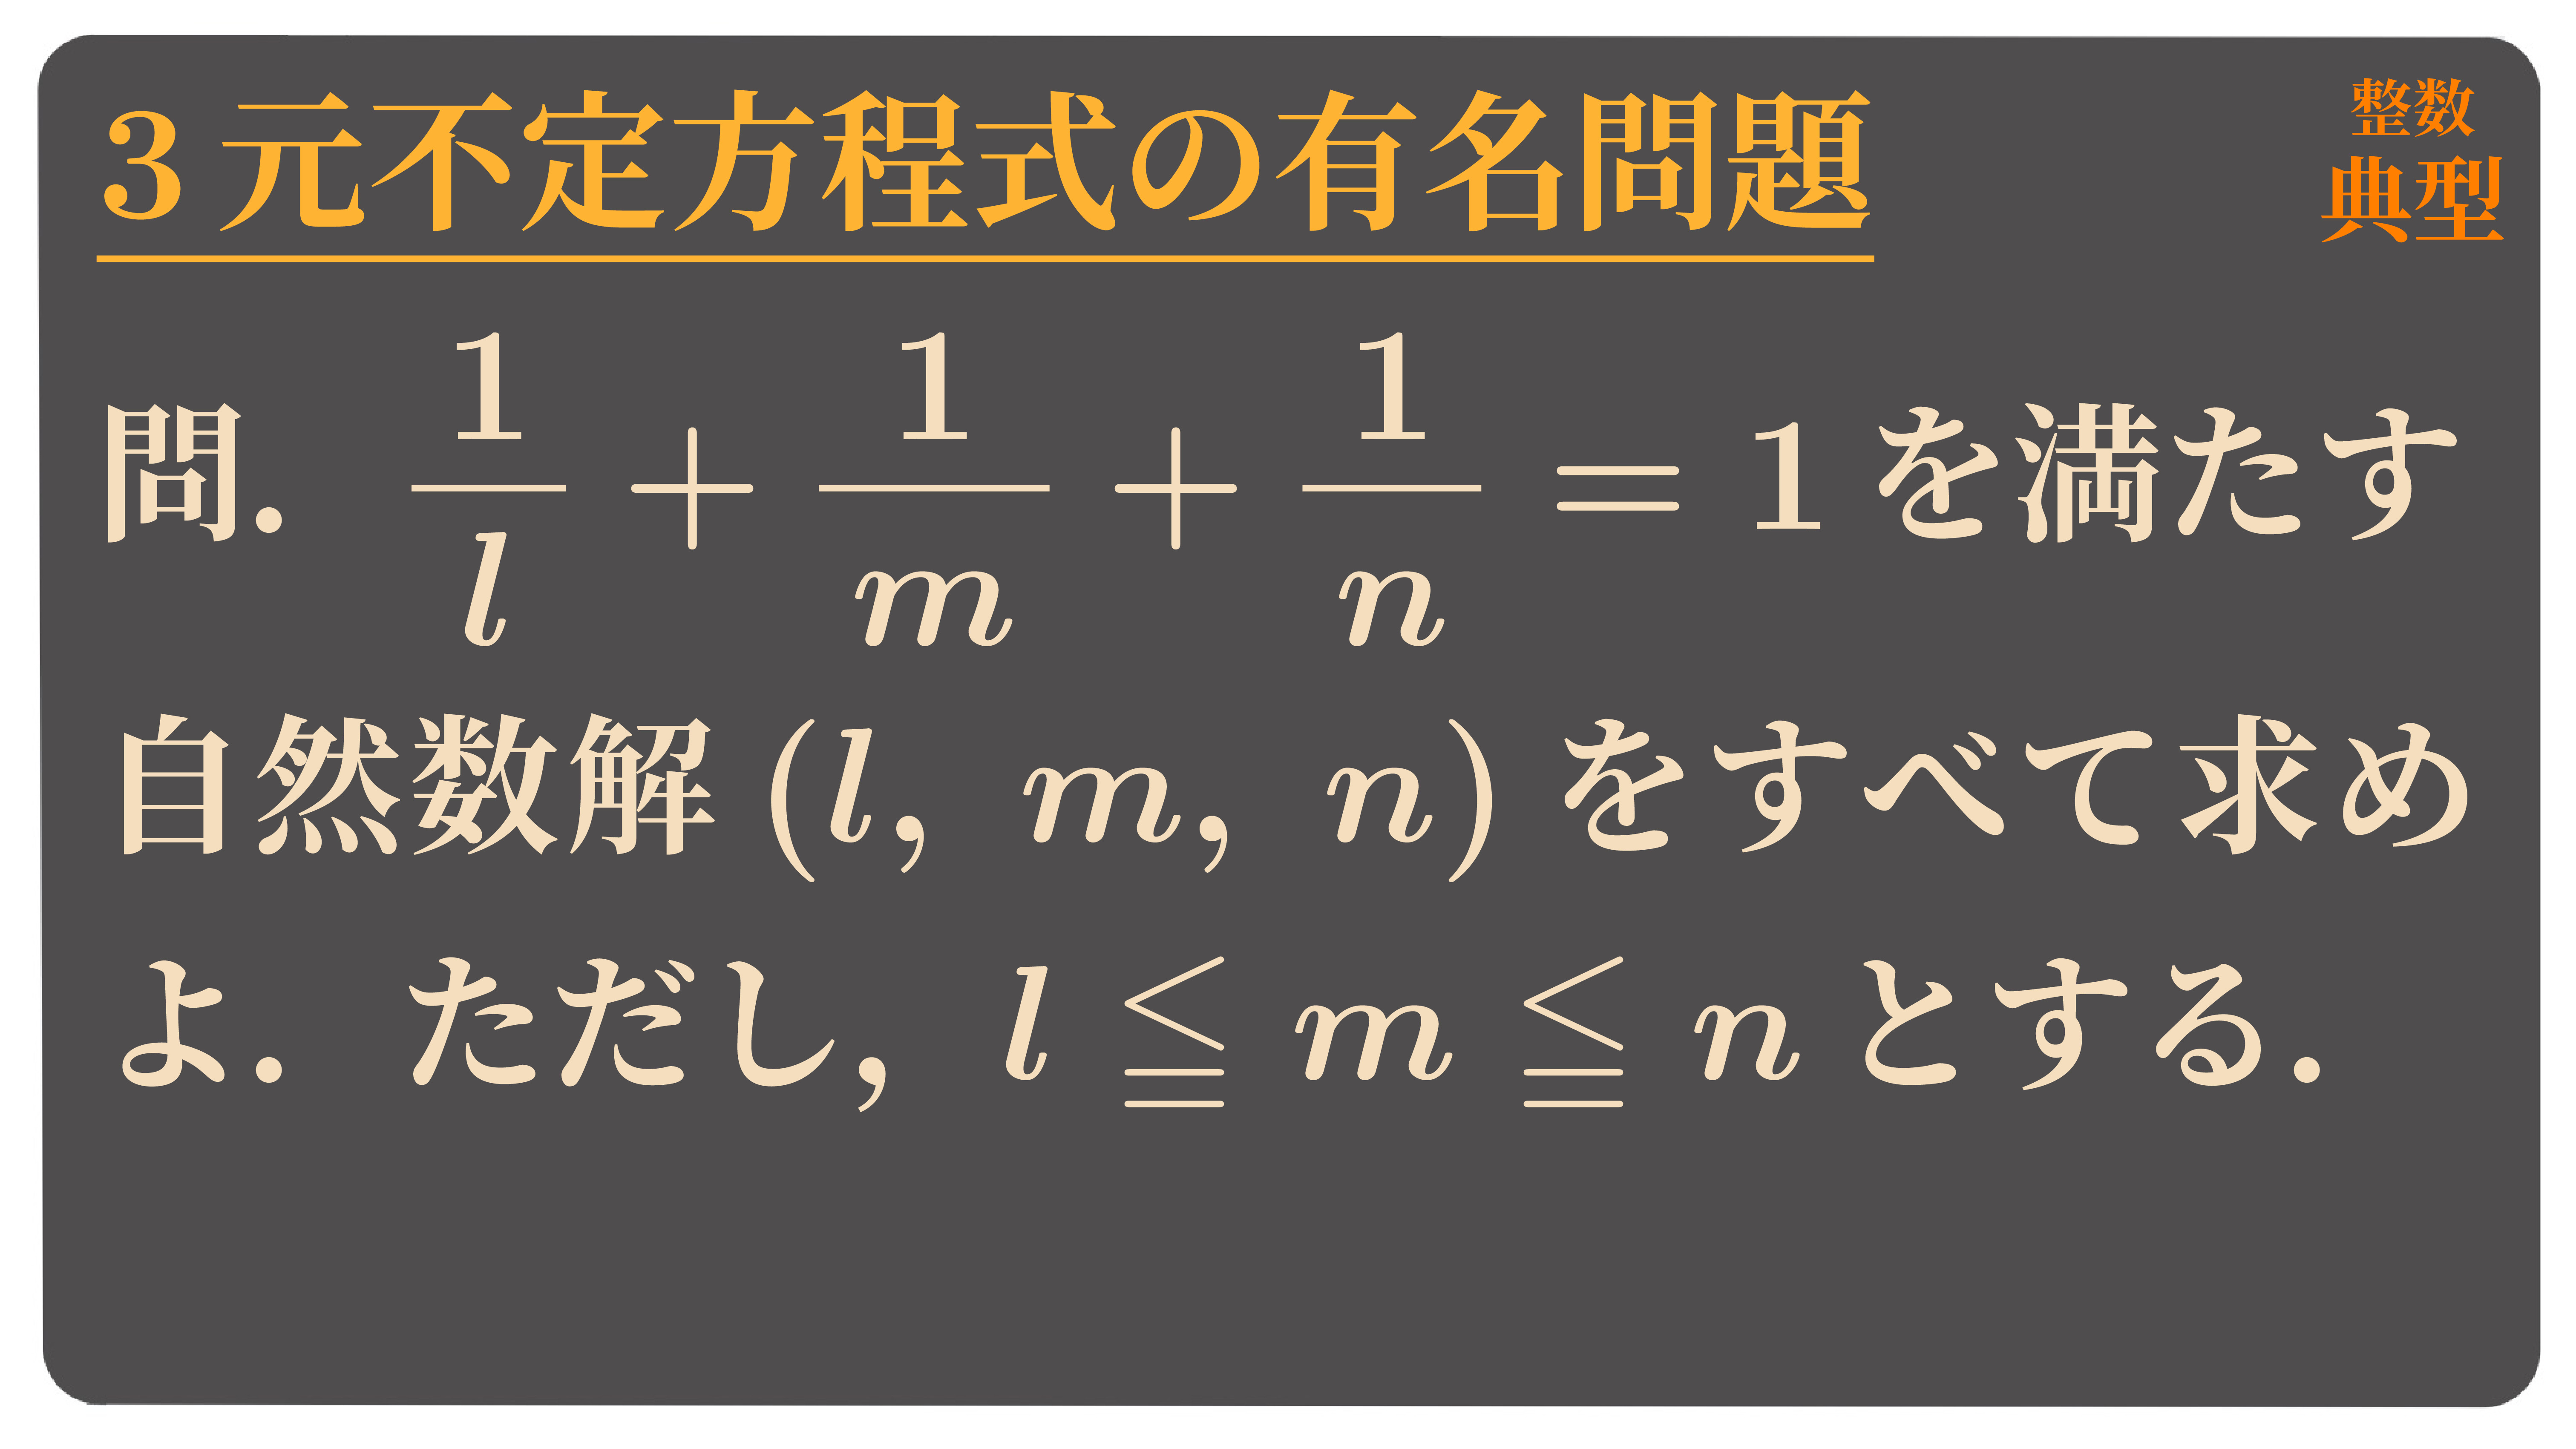 3元不定方程式の有名問題
整数
典型
問. 1/l + 1/m + 1/n = 1 を満たす
自然数解 (l, m, n) をすべて求め
よ. ただし, l ≦ m ≦ n とする.